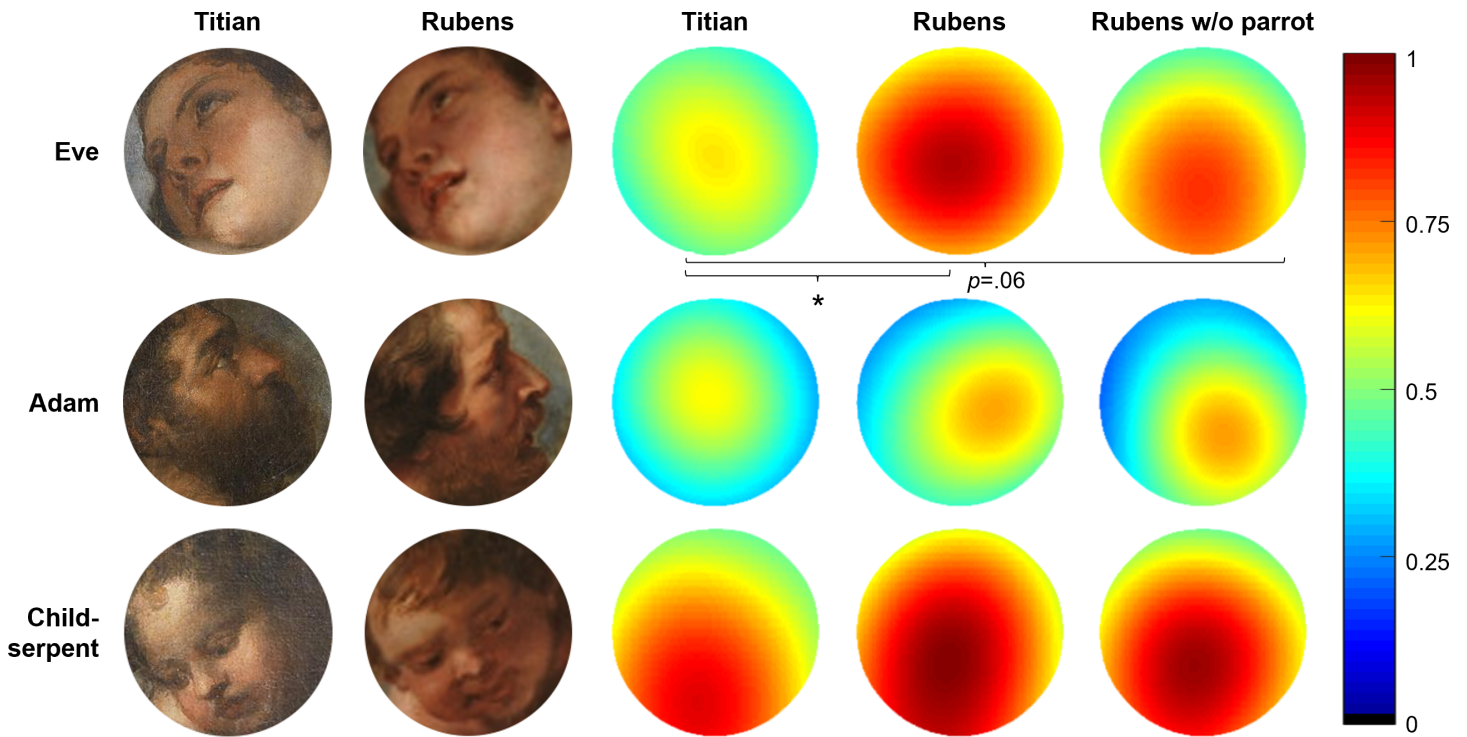 Titian Rubens Titian Rubens Rubens w/o parrot
1
Eve
0.75
p=.06
*
0.5
Adam
0.25
Child-
serpent
0